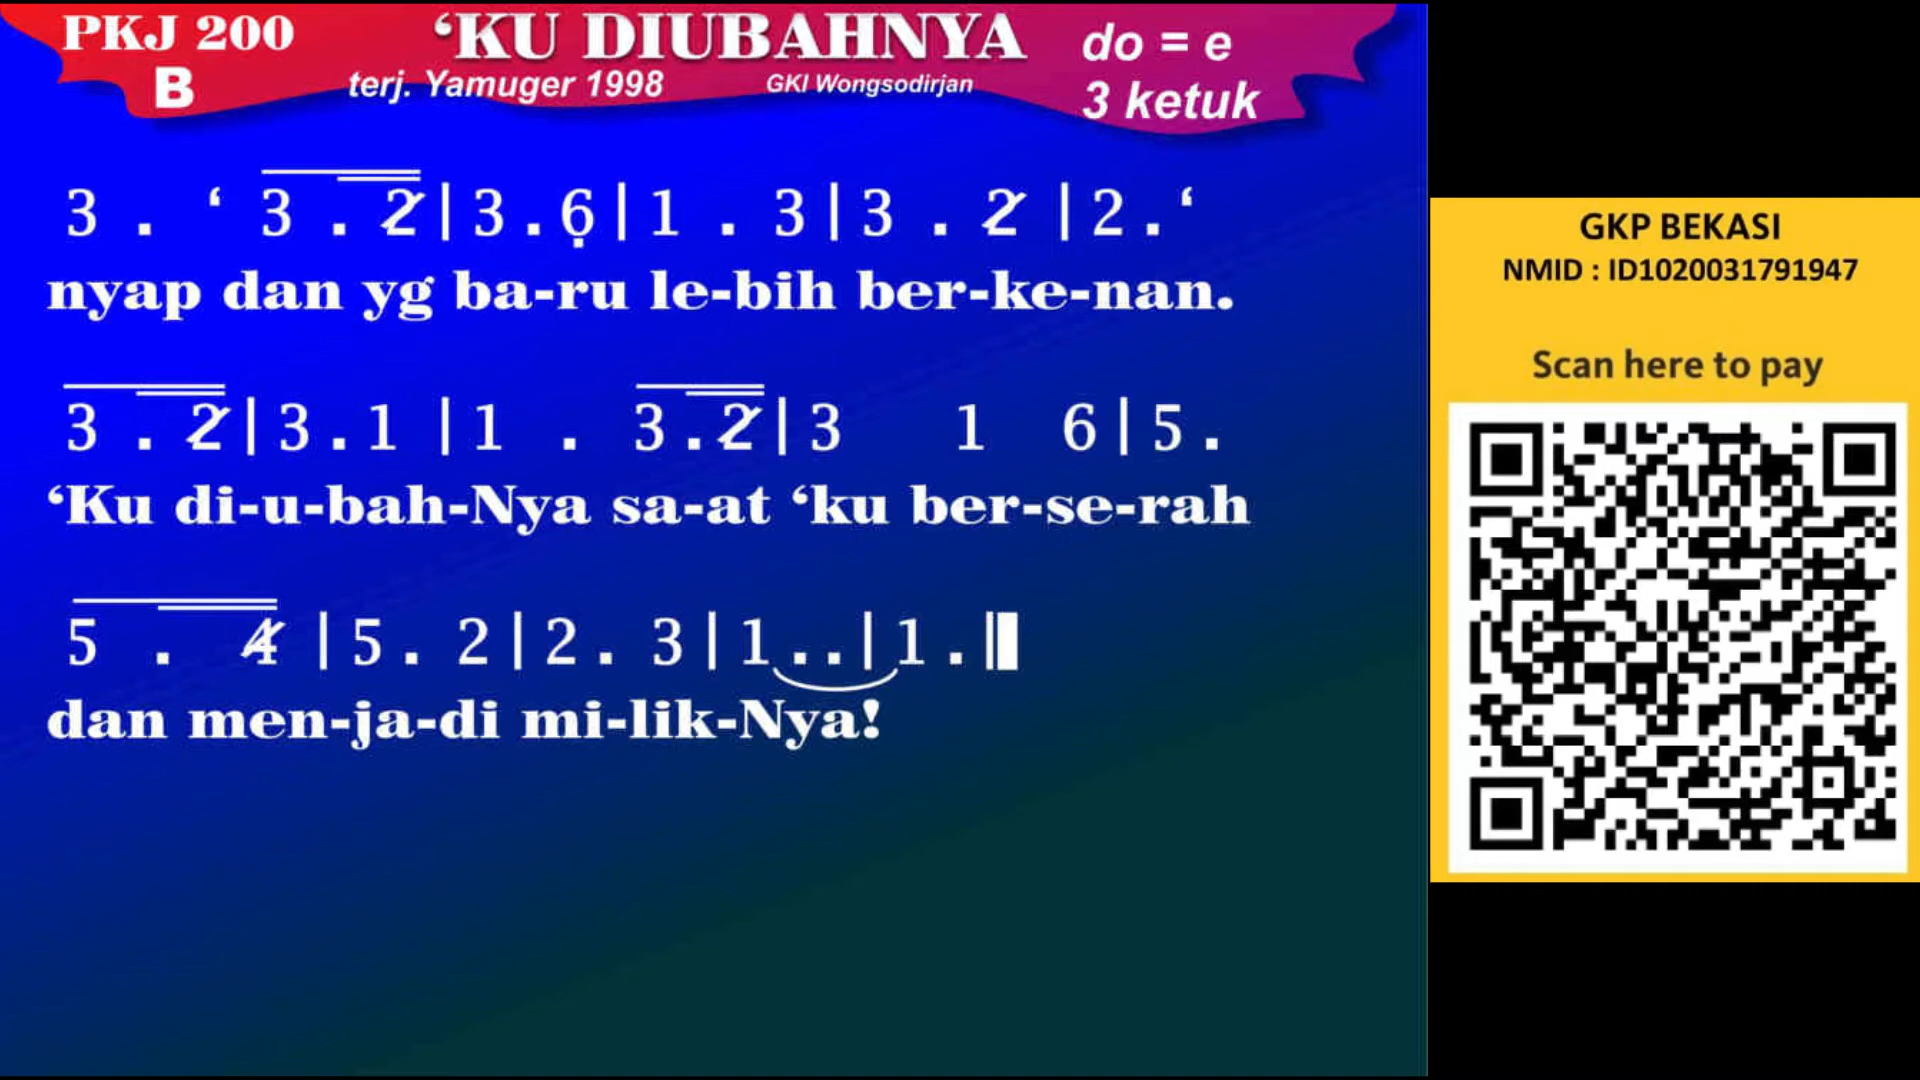 PKJ 200
B
‘KU DIUBAHNYA
terj. Yamuger 1998
GKI Wongsodirjan
do = e
3 ketuk
3 . ‘ 3 . 2̸ | 3 . 6̣ | 1 . 3 | 3 . 2̸ | 2 . ‘
nyap dan yg ba-ru le-bih ber-ke-nan.
3 . 2̸ | 3 . 1 | 1 . 3 . 2̸ | 3 1 6 | 5 .
‘Ku di-u-bah-Nya sa-at ‘ku ber-se-rah
5 . 4̸ | 5 . 2 | 2 . 3 | 1 . . | 1 . ||
dan men-ja-di mi-lik-Nya!
GKP BEKASI
NMID : ID1020031791947
Scan here to pay